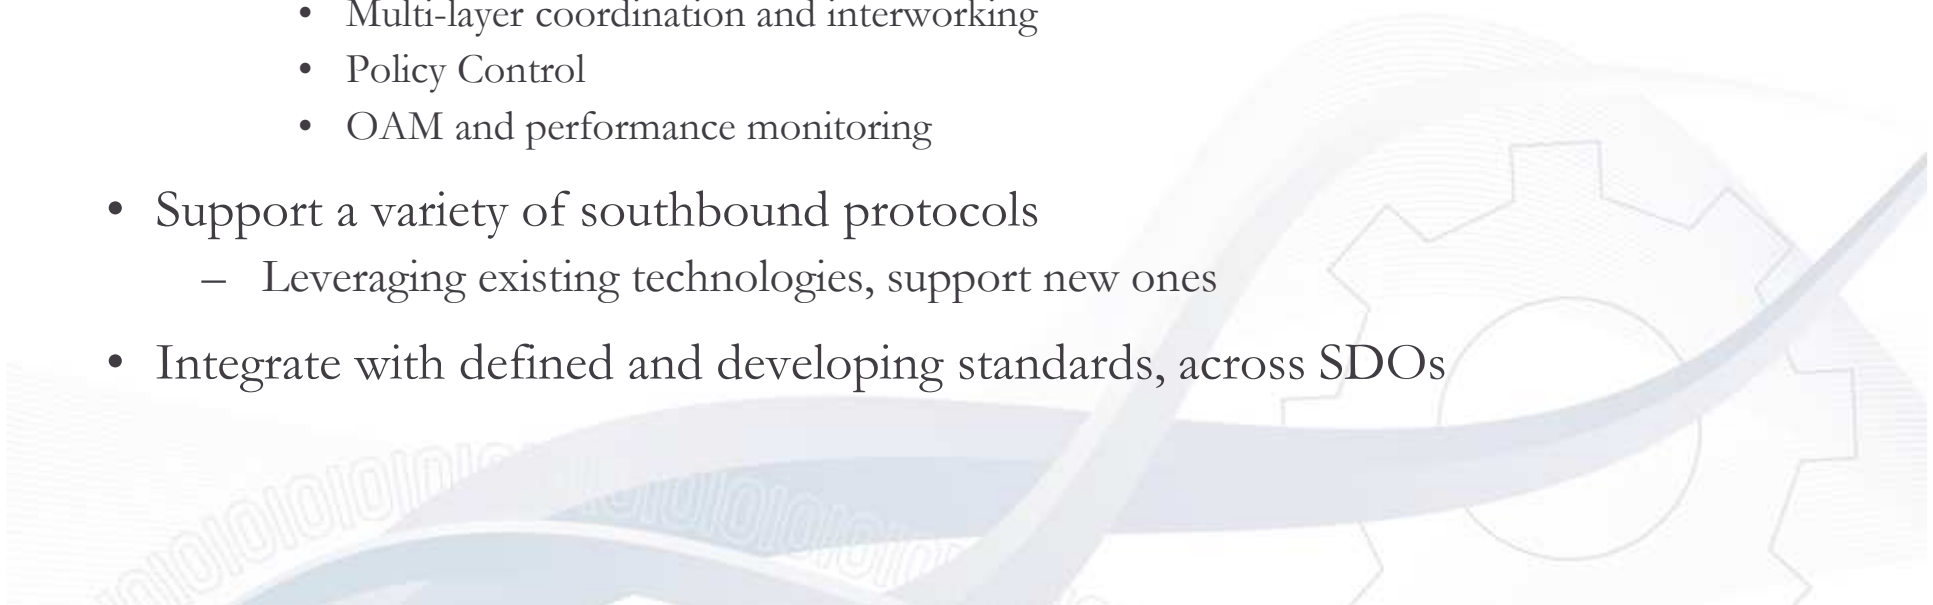 • Multi-layer coordination and interworking
• Policy Control
• OAM and performance monitoring
• Support a variety of southbound protocols
– Leveraging existing technologies, support new ones
• Integrate with defined and developing standards, across SDOs